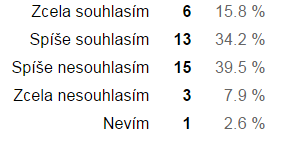 Zcela souhlasím 6 15.8 %
Spíše souhlasím 13 34.2 %
Spíše nesouhlasím 15 39.5 %
Zcela nesouhlasím 3 7.9 %
Nevím 1 2.6 %